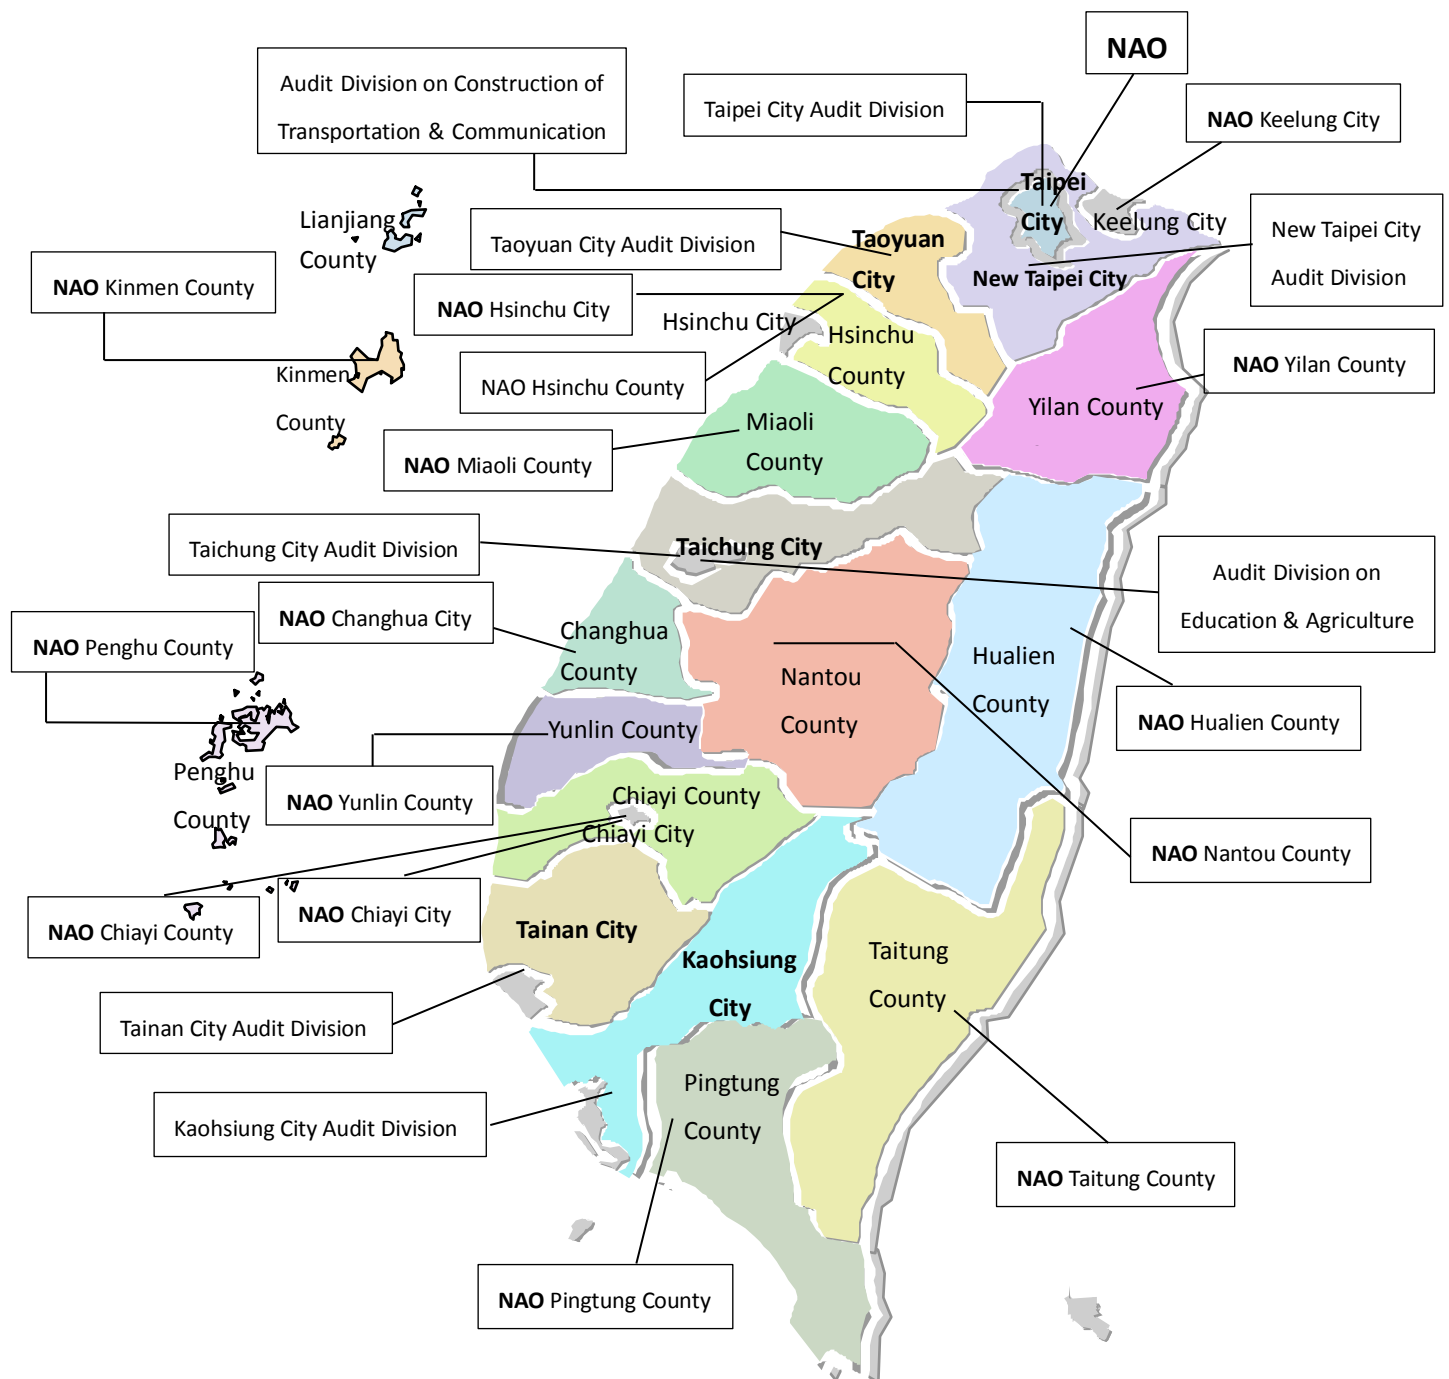 NAO
Audit Division on Construction of
Transportation & Communication
Taipei City Audit Division
NAO Keelung City
Taipei
City
Keelung City
Lianjiang
County
Taoyuan City Audit Division
Taoyuan
City
New Taipei City
Audit Division
New Taipei City
NAO Kinmen County
NAO Hsinchu City
Hsinchu City
Hsinchu
County
NAO Hsinchu County
Kinmen
County
NAO Yilan County
Yilan County
Miaoli
County
NAO Miaoli County
Taichung City Audit Division
Taichung City
Audit Division on
Education & Agriculture
NAO Changhua City
Changhua
County
NAO Penghu County
Hualien
County
Nantou
County
NAO Hualien County
Yunlin County
Penghu
County
NAO Yunlin County
Chiayi County
Chiayi City
NAO Nantou County
NAO Chiayi County
NAO Chiayi City
Tainan City
Kaohsiung
City
Taitung
County
Tainan City Audit Division
Pingtung
County
Kaohsiung City Audit Division
NAO Taitung County
NAO Pingtung County